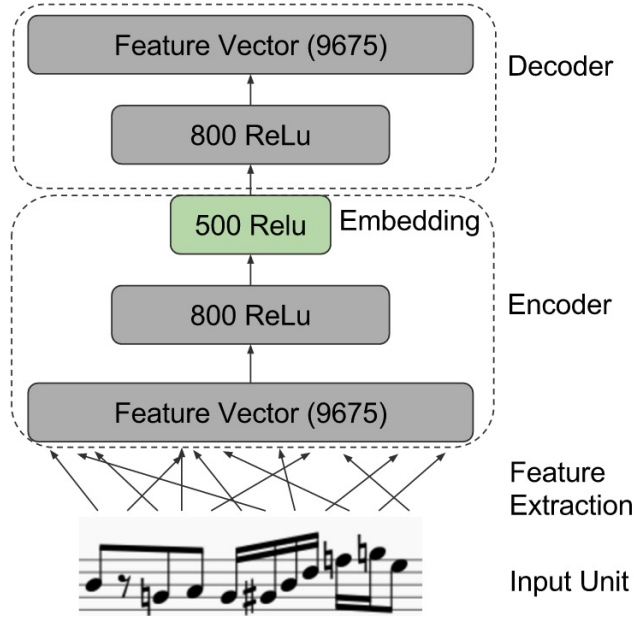 Feature Vector (9675)
Decoder
800 ReLu
500 Relu
Embedding
800 ReLu
Encoder
Feature Vector (9675)
Feature
Extraction
Input Unit